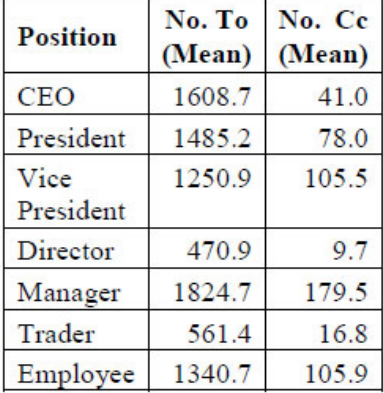 Position No. To (Mean) No. Cc (Mean)
CEO 1608.7 41.0
President 1485.2 78.0
Vice President 1250.9 105.5
Director 470.9 9.7
Manager 1824.7 179.5
Trader 561.4 16.8
Employee 1340.7 105.9